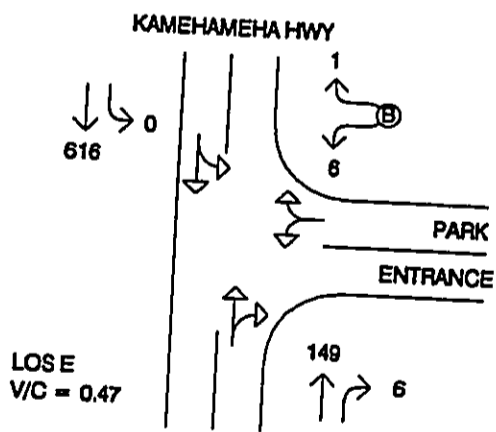 KAMEHAMEHA HWY
1
0
616
B
6
PARK
ENTRANCE
149
6
LOS E
V/C = 0.47